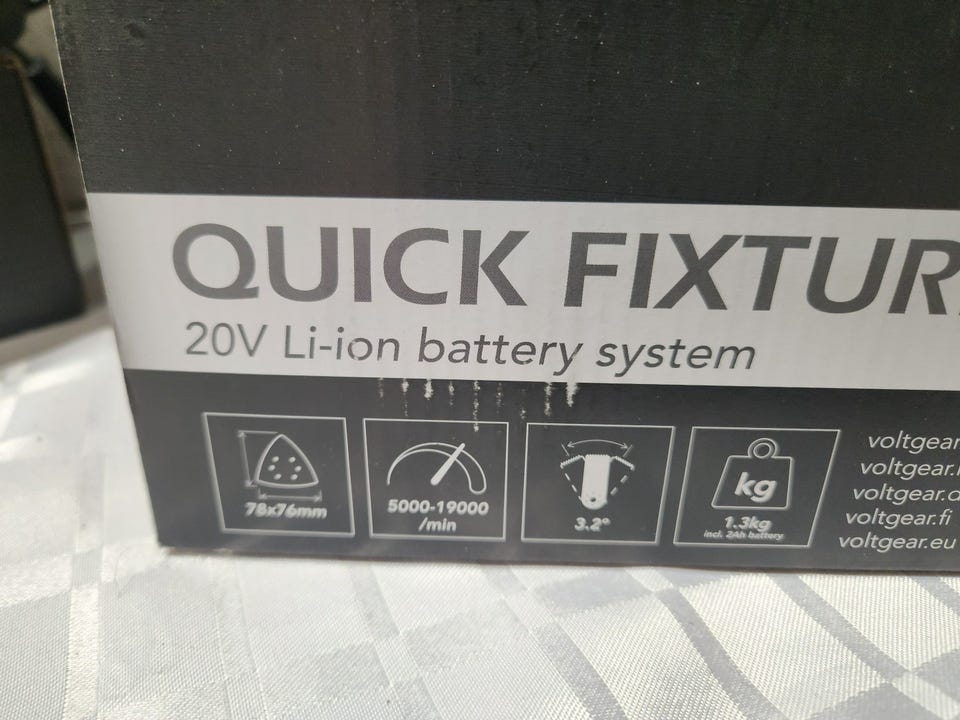 QUICK FIXTUR
20V Li-ion battery system
78x76mm
5000-19000
/min
3.2°
kg
1.3kg
incl. 2Ah battery
voltgear
voltgear.
voltgear.d
voltgear.fi
voltgear.eu